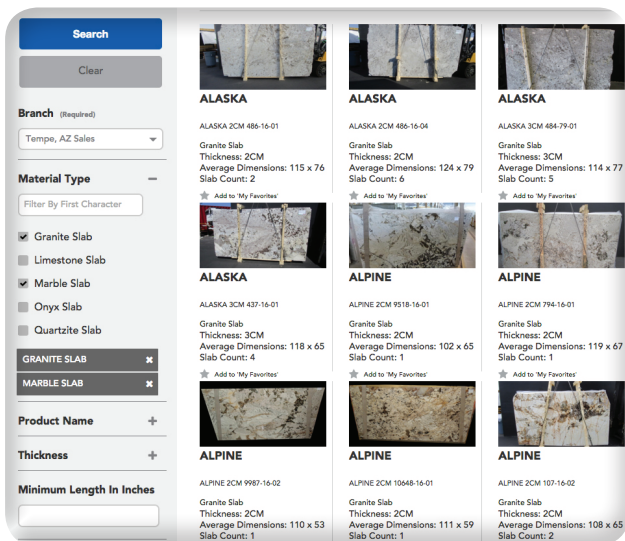 Search
Clear
Branch (Required)
Tempe, AZ Sales
Material Type
Filter By First Character
Granite Slab
Limestone Slab
Marble Slab
Onyx Slab
Quartzite Slab
GRANITE SLAB
MARBLE SLAB
Product Name
Thickness
Minimum Length In Inches
ALASKA
ALASKA 2CM 486-16-01
Granite Slab
Thickness: 2CM
Average Dimensions: 115 x 76
Slab Count: 2
Add to 'My Favorites'
ALASKA
ALASKA 2CM 486-16-04
Granite Slab
Thickness: 2CM
Average Dimensions: 124 x 79
Slab Count: 6
Add to 'My Favorites'
ALASKA
ALASKA 3CM 484-79-01
Granite Slab
Thickness: 3CM
Average Dimensions: 114 x 77
Slab Count: 5
Add to 'My Favorites'
ALASKA
ALASKA 3CM 437-16-01
Granite Slab
Thickness: 3CM
Average Dimensions: 118 x 65
Slab Count: 4
Add to 'My Favorites'
ALPINE
ALPINE 2CM 9518-16-01
Granite Slab
Thickness: 2CM
Average Dimensions: 102 x 65
Slab Count: 1
Add to 'My Favorites'
ALPINE
ALPINE 2CM 794-16-01
Granite Slab
Thickness: 2CM
Average Dimensions: 119 x 67
Slab Count: 1
Add to 'My Favorites'
ALPINE
ALPINE 2CM 9987-16-02
Granite Slab
Thickness: 2CM
Average Dimensions: 110 x 53
Slab Count: 1
ALPINE
ALPINE 2CM 10648-16-01
Granite Slab
Thickness: 2CM
Average Dimensions: 111 x 59
Slab Count: 1
ALPINE
ALPINE 2CM 107-16-02
Granite Slab
Thickness: 2CM
Average Dimensions: 108 x 65
Slab Count: 2